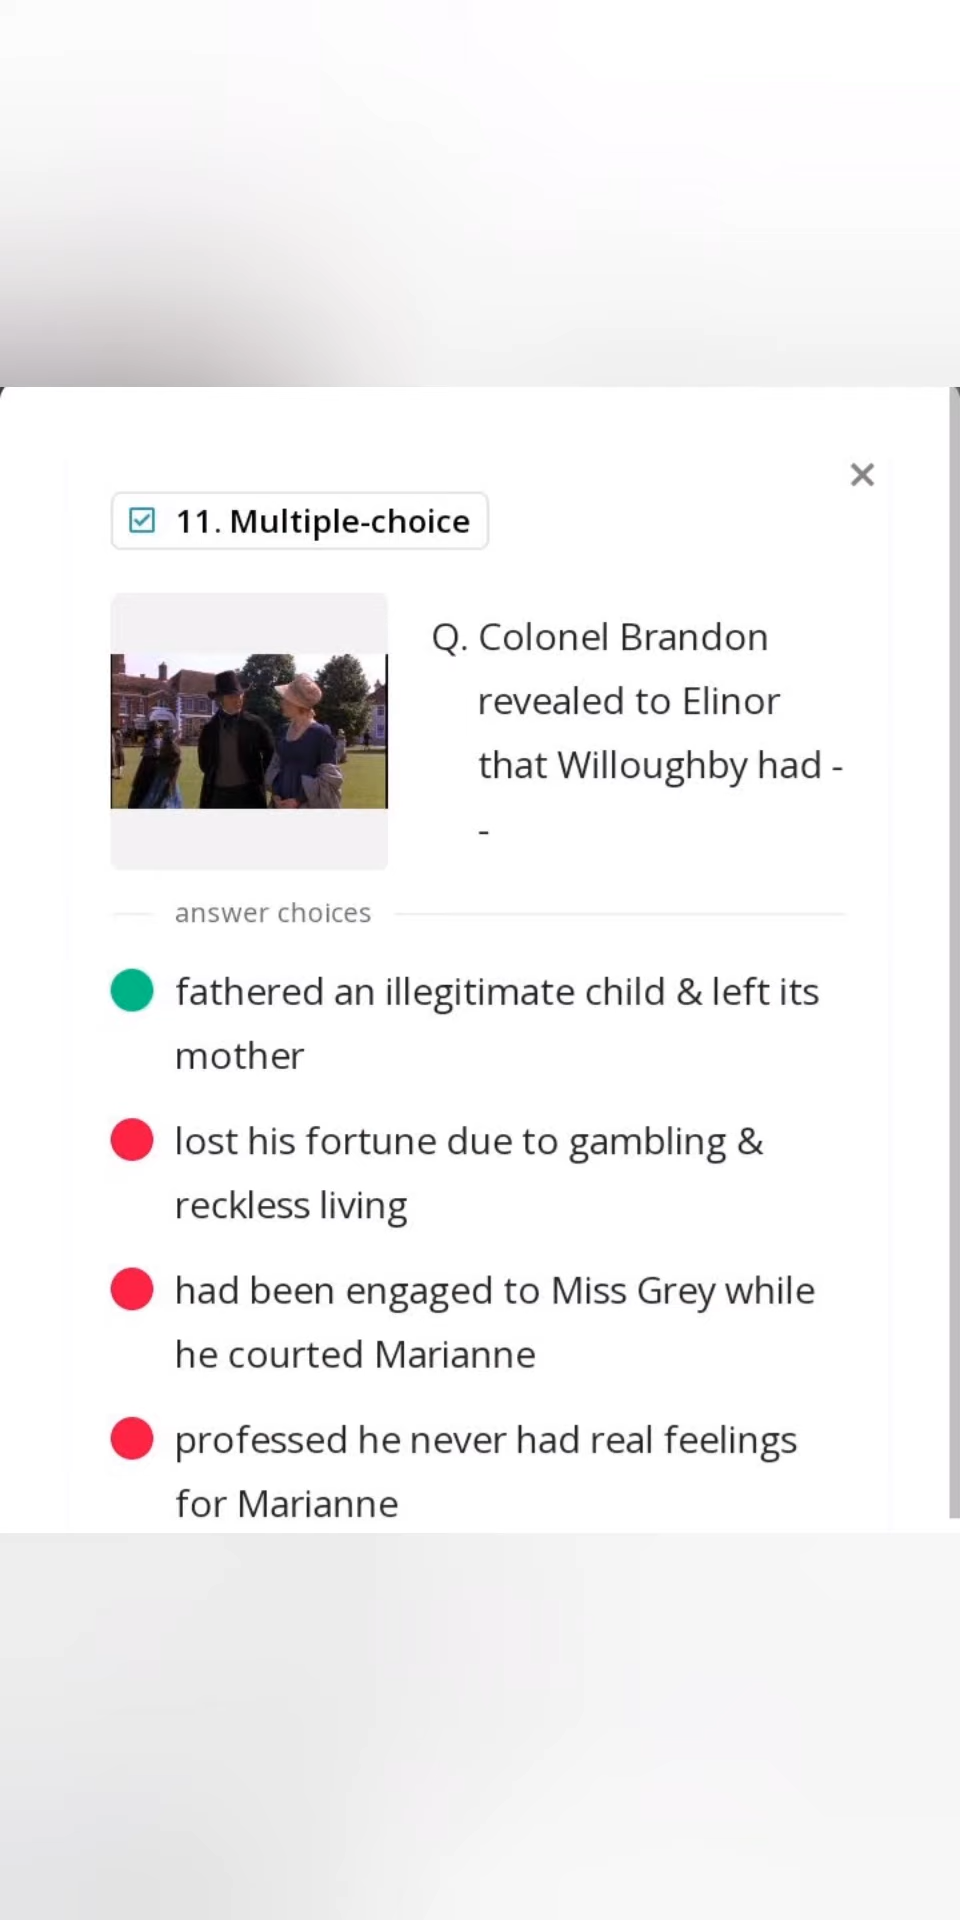 11. Multiple-choice
Q. Colonel Brandon
revealed to Elinor
that Willoughby had -
-
answer choices
fathered an illegitimate child & left its
mother
lost his fortune due to gambling &
reckless living
had been engaged to Miss Grey while
he courted Marianne
professed he never had real feelings
for Marianne